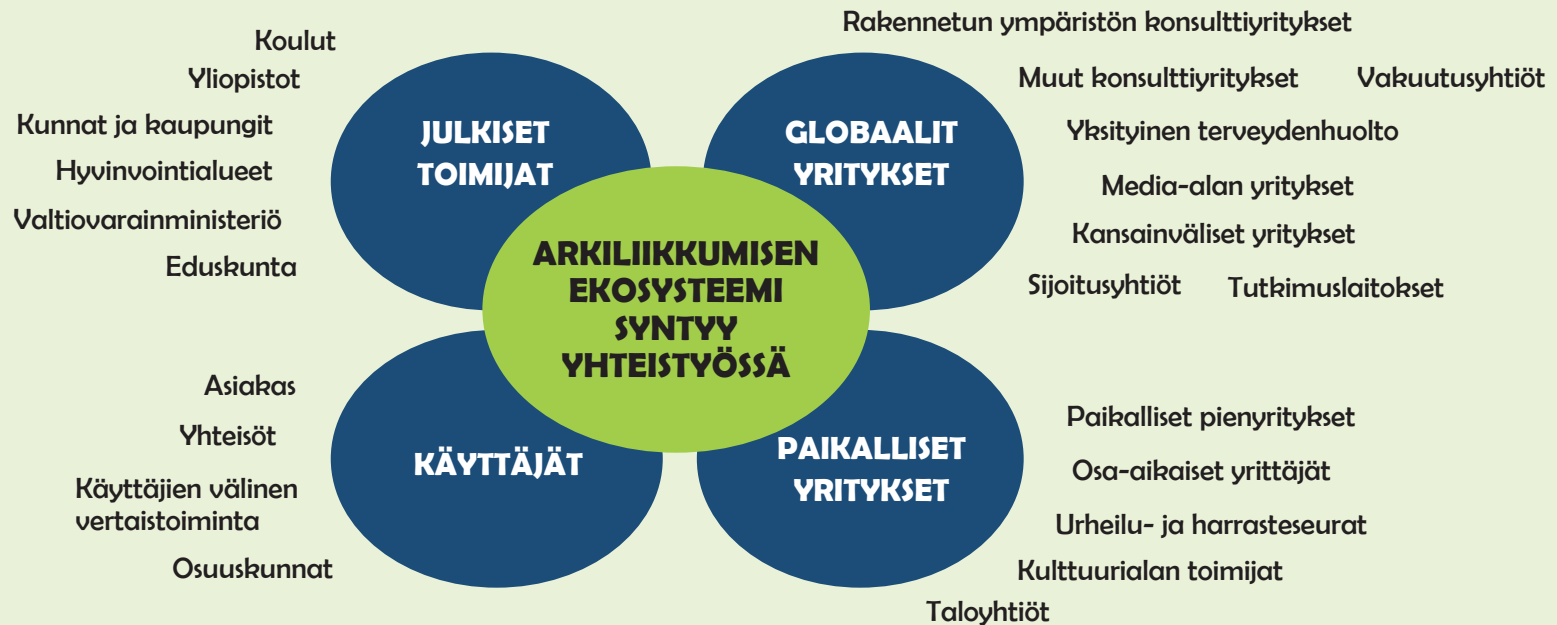 Koulut
Yliopistot
Kunnat ja kaupungit
Hyvinvointialueet
Valtiovarainministeriö
Eduskunta
JULKISET
TOIMIJAT
Rakennetun ympäristön konsulttiyritykset
Muut konsulttiyritykset
Vakuutusyhtiöt
Yksityinen terveydenhuolto
Media-alan yritykset
Kansainväliset yritykset
Sijoitusyhtiöt
Tutkimuslaitokset
GLOBAALIT
YRITYKSET
ARKILIIKKUMISEN
EKOSYSTEEMI
SYNTYY
YHTEISTYÖSSÄ
Asiakas
Yhteisöt
Käyttäjien välinen
vertaistoiminta
Osuuskunnat
KÄYTTÄJÄT
PAIKALLISET
YRITYKSET
Paikalliset pienyritykset
Osa-aikaiset yrittäjät
Urheilu- ja harrasteseurat
Kulttuurialan toimijat
Taloyhtiöt